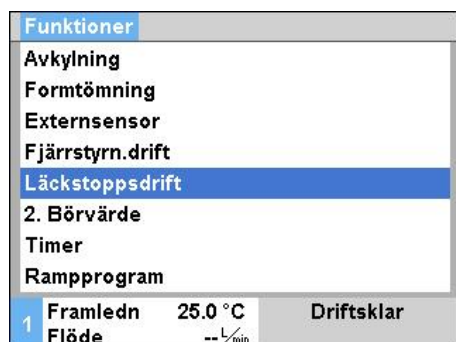 Funktioner
Avkylning
Formtömning
Externsensor
Fjärrstyrn.drift
Läckstoppsdrift
2. Börvärde
Timer
Rampprogram
1 Framledn 25.0 °C Driftsklar
Flöde -- L/min